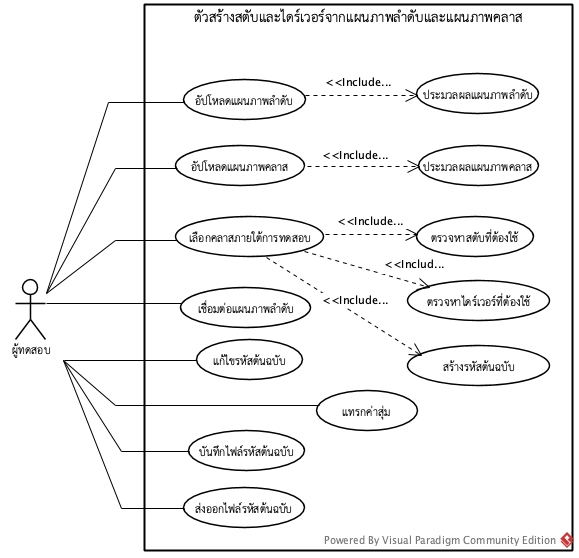 ตัวสร้างสตับและไดร์เวอร์จากแผนภาพลำดับและแผนภาพคลาส
อัปโหลดแผนภาพลำดับ
<<Include...
ประมวลผลแผนภาพลำดับ
อัปโหลดแผนภาพคลาส
<<Include...
ประมวลผลแผนภาพคลาส
เลือกคลาสภายใต้การทดสอบ
<<Include...
ตรวจหาสตับที่ต้องใช้
<<Includ...
ตรวจหาไดร์เวอร์ที่ต้องใช้
<<Include...
สร้างรหัสต้นฉบับ
ผู้ทดสอบ
เชื่อมต่อแผนภาพลำดับ
แก้ไขรหัสต้นฉบับ
แทรกค่าสุ่ม
บันทึกไฟล์รหัสต้นฉบับ
ส่งออกไฟล์รหัสต้นฉบับ
Powered By Visual Paradigm Community Edition